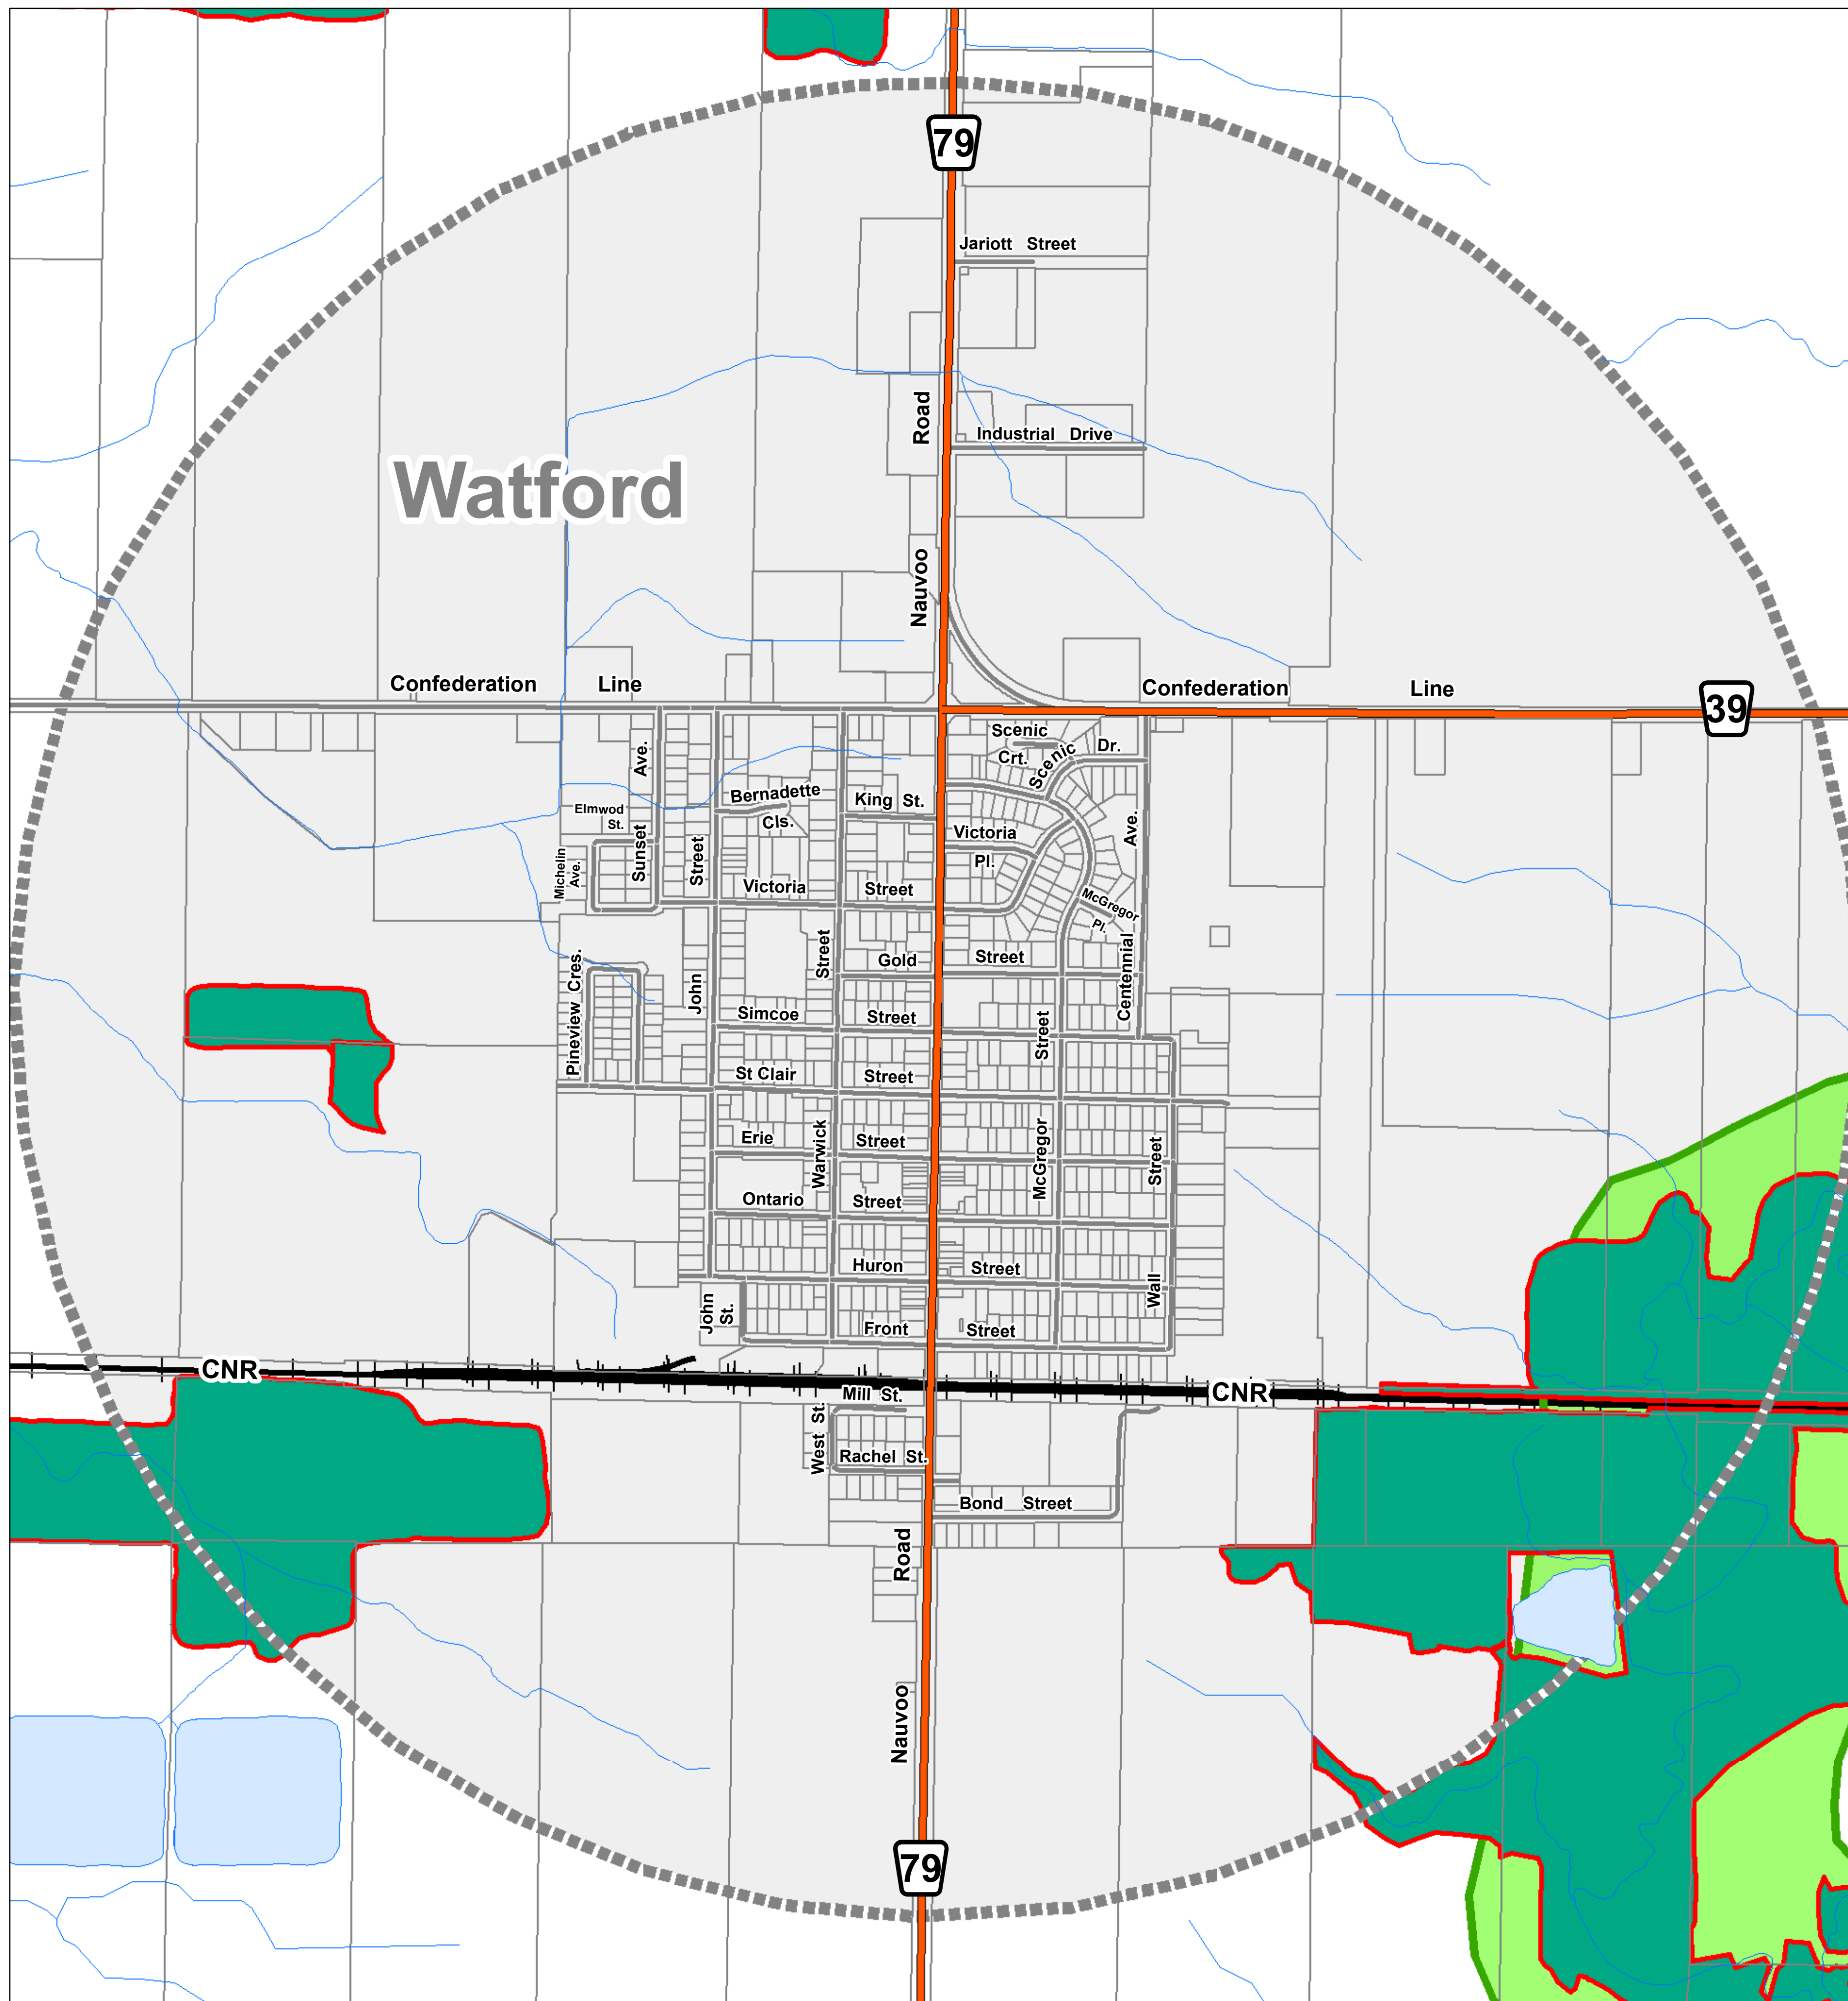 79
Jariott Street
Road
Industrial Drive
Watford
Nauvoo
Confederation Line
Confederation Line
39
Scenic
Crt.
Scenic
Dr.
Ave.
Bernadette
Cls.
King St.
Elmwod
St.
Sunset
Michelin
Ave.
Street
Victoria
Pl.
Ave.
Victoria Street
McGregor
Pl.
Street
Gold Street
Centennial
Pineview Cres.
John
Simcoe Street
Street
St Clair Street
Erie Street
Warwick
McGregor
Street
Ontario Street
Huron Street
Wall
John
St.
Front Street
CNR
CNR
Mill St.
West St.
Rachel St.
Bond Street
Road
Nauvoo
79